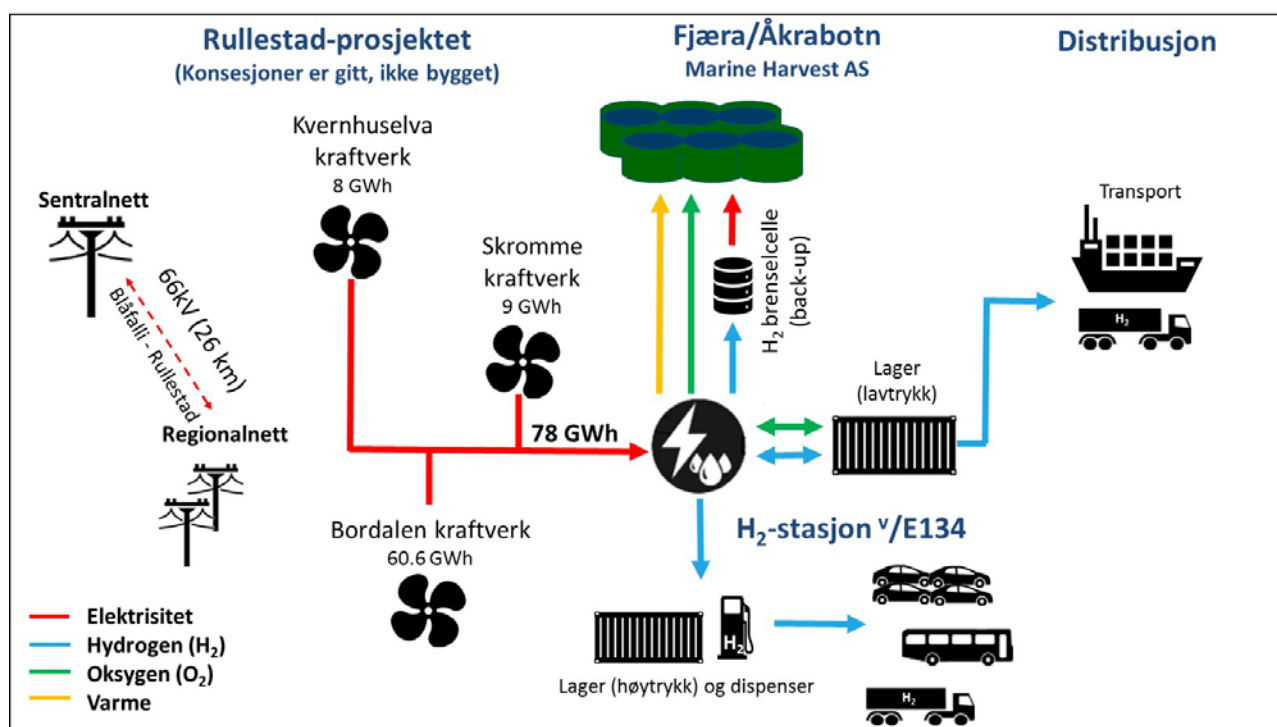 Rullestad-prosjektet
(Konsesjoner er gitt, ikke bygget)
Fjæra/Åkrabotn
Marine Harvest AS
Distribusjon
Kvernhuselva
kraftverk
8 GWh
Sentralnett
66kV (26 km)
Blåfalli - Rullestad
Regionalnett
Skromme
kraftverk
9 GWh
78 GWh
Bordalen kraftverk
60.6 GWh
H₂ brenselcelle
(back-up)
Lager
(lavtrykk)
Transport
H₂
H₂-stasjon ᵛ/E134
H₂
Lager (høytrykk) og dispenser
H₂
Elektrisitet
Hydrogen (H₂)
Oksygen (O₂)
Varme